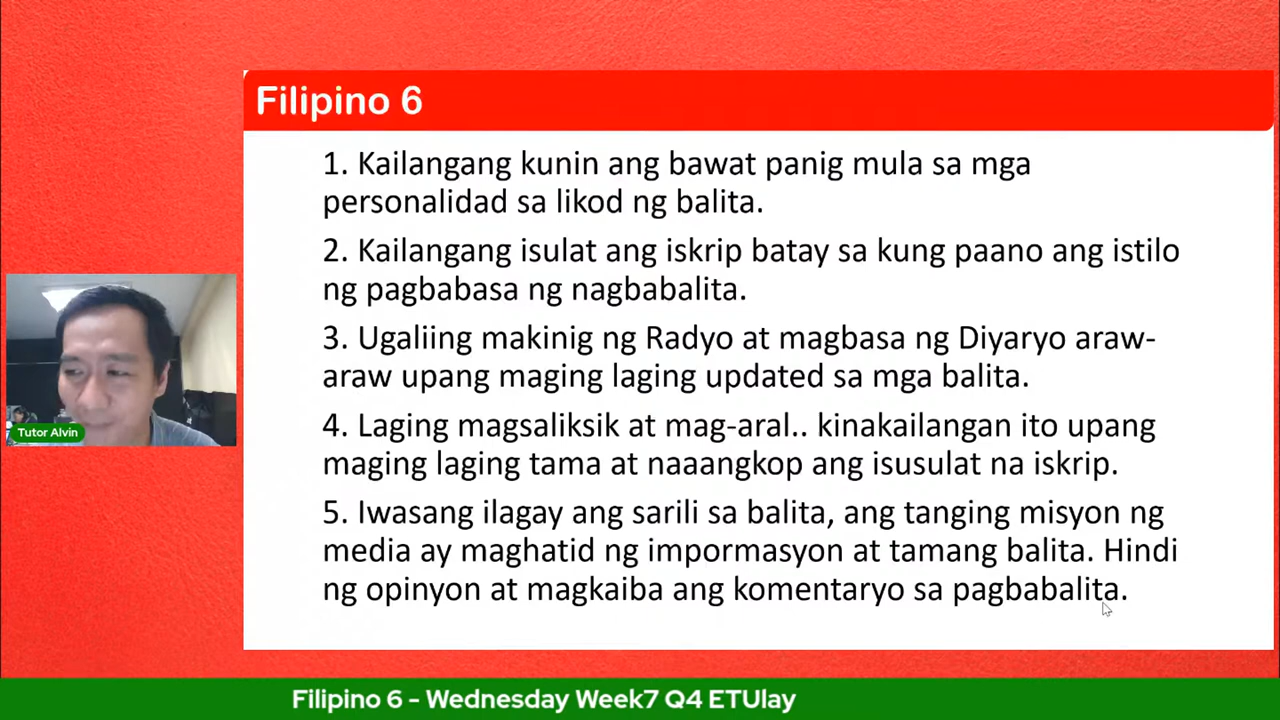 Filipino 6
1. Kailangang kunin ang bawat panig mula sa mga
personalidad sa likod ng balita.
2. Kailangang isulat ang iskrip batay sa kung paano ang istilo
ng pagbabasa ng nagbabalita.
3. Ugaliing makinig ng Radyo at magbasa ng Diyaryo araw-
araw upang maging laging updated sa mga balita.
4. Laging magsaliksik at mag-aral.. kinakailangan ito upang
maging laging tama at naaangkop ang isusulat na iskrip.
5. Iwasang ilagay ang sarili sa balita, ang tanging misyon ng
media ay maghatid ng impormasyon at tamang balita. Hindi
ng opinyon at magkaiba ang komentaryo sa pagbabalita.
Tutor Alvin
Filipino 6 - Wednesday Week7 Q4 ETUlay